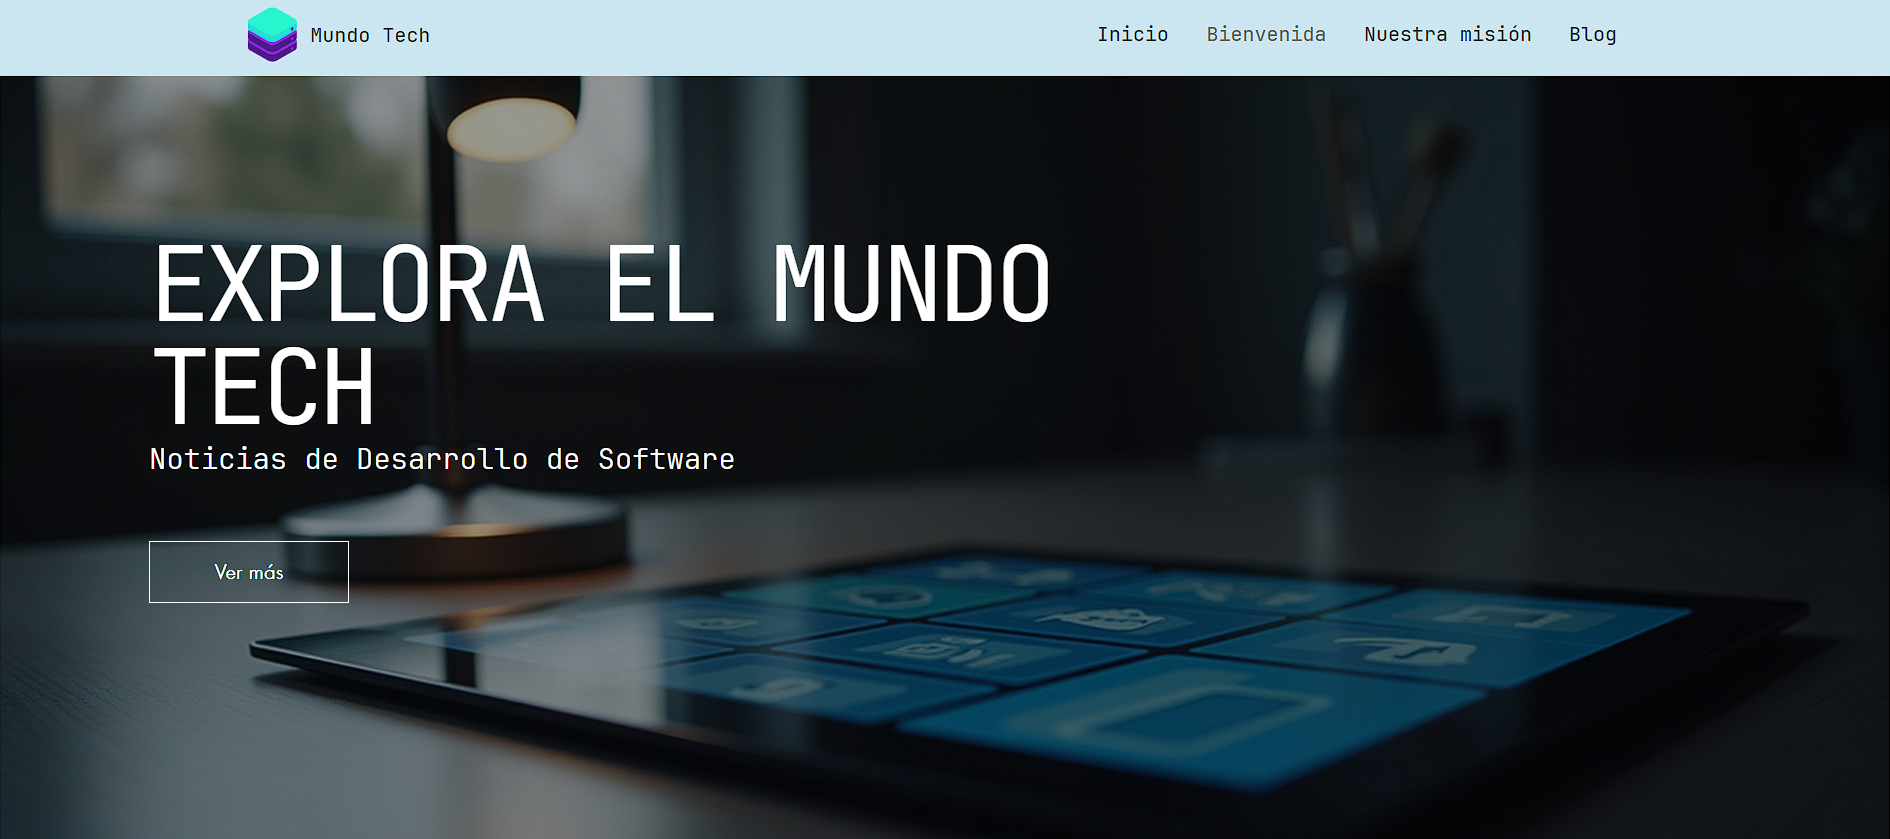 Mundo Tech
Inicio Bienvenida Nuestra misión Blog
EXPLORA EL MUNDO
TECH
Noticias de Desarrollo de Software
Ver más